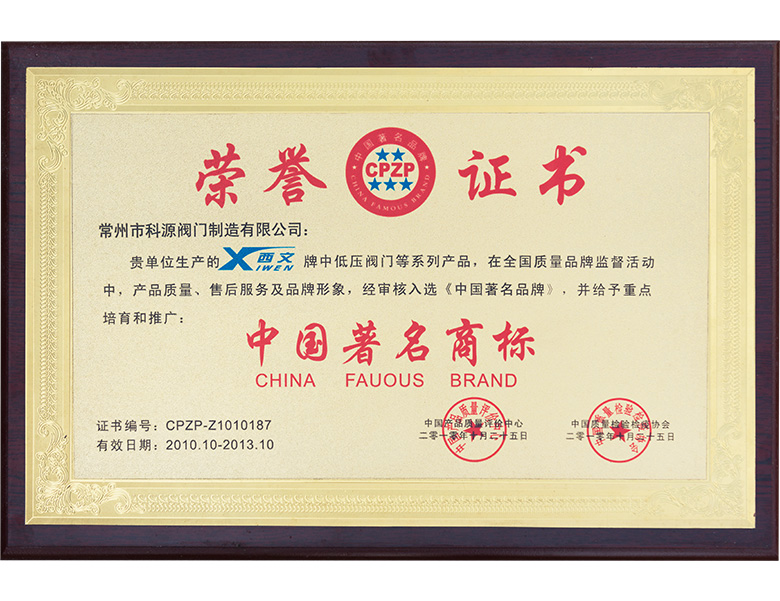 荣誉证书
中国著名品牌
CPZP
CHINA FAMOUS BRAND
常州市科源阀门制造有限公司：
贵单位生产的 西文 XIWEN 牌中低压阀门等系列产品，在全国质量品牌监督活动
中，产品质量、售后服务及品牌形象，经审核入选《中国著名品牌》，并给予重点
培育和推广：
中国著名商标
CHINA FAUOUS BRAND
证书编号：CPZP-Z1010187
有效日期：2010.10-2013.10
中国产品质量评价中心
二零一零年十月二十五日
中国质量检验检疫协会
二零一零年十月二十五日